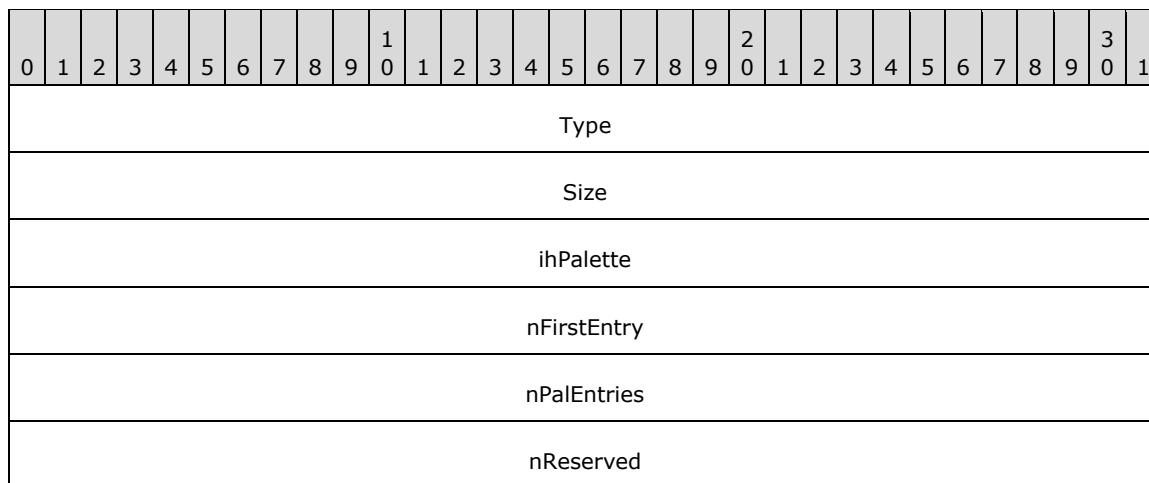 1 2 3
0 1 2 3 4 5 6 7 8 9 0 1 2 3 4 5 6 7 8 9 0 1 2 3 4 5 6 7 8 9 0 1
Type
Size
ihPalette
nFirstEntry
nPalEntries
nReserved